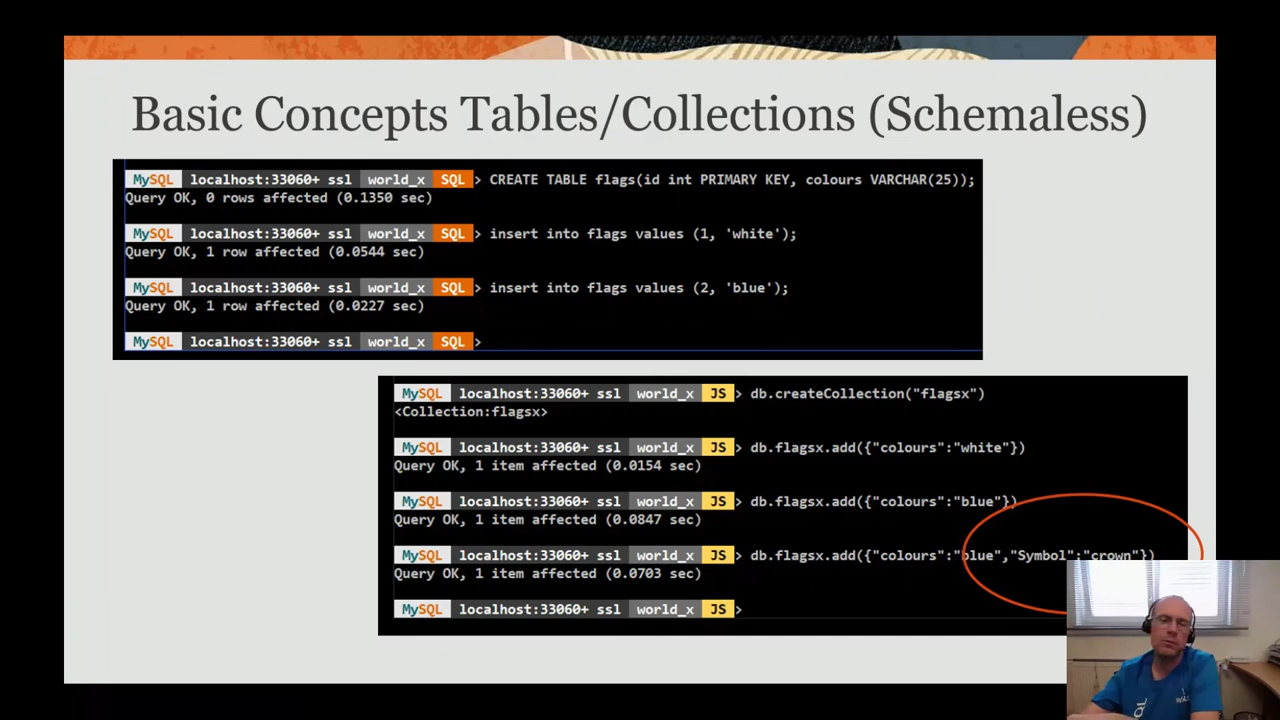 Basic Concepts Tables/Collections (Schemaless)
MySQL localhost:33060+ ssl world_x SQL > CREATE TABLE flags(id int PRIMARY KEY, colours VARCHAR(25));
Query OK, 0 rows affected (0.1350 sec)
MySQL localhost:33060+ ssl world_x SQL > insert into flags values (1, 'white');
Query OK, 1 row affected (0.0544 sec)
MySQL localhost:33060+ ssl world_x SQL > insert into flags values (2, 'blue');
Query OK, 1 row affected (0.0227 sec)
MySQL localhost:33060+ ssl world_x SQL >
MySQL localhost:33060+ ssl world_x JS > db.createCollection("flagsx")
<Collection:flagsx>
MySQL localhost:33060+ ssl world_x JS > db.flagsx.add({"colours":"white"})
Query OK, 1 item affected (0.0154 sec)
MySQL localhost:33060+ ssl world_x JS > db.flagsx.add({"colours":"blue"})
Query OK, 1 item affected (0.0847 sec)
MySQL localhost:33060+ ssl world_x JS > db.flagsx.add({"colours":"blue","Symbol":"crown"})
Query OK, 1 item affected (0.0703 sec)
MySQL localhost:33060+ ssl world_x JS >